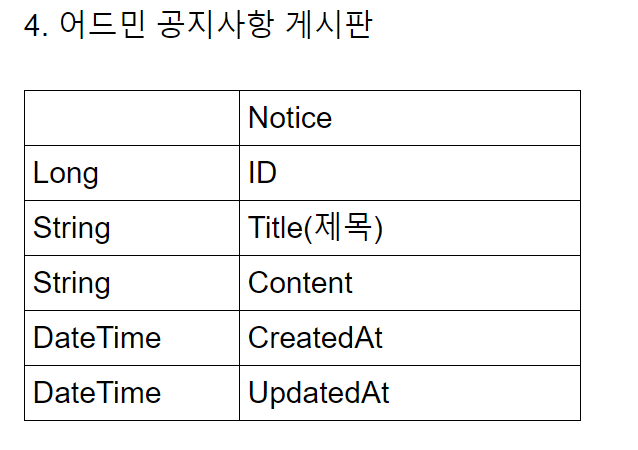 4. 어드민 공지사항 게시판
Notice
Long ID
String Title(제목)
String Content
DateTime CreatedAt
DateTime UpdatedAt